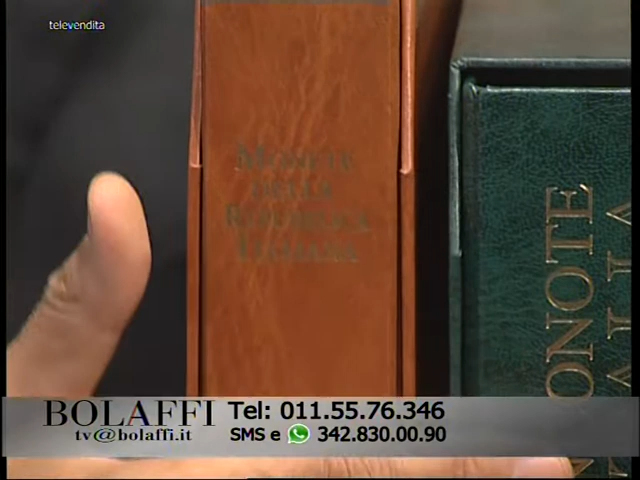 televendita
MONETE
DELLA
REPUBBLICA
ITALIANA
BOLAFFI
tv@bolaffi.it
Tel: 011.55.76.346
SMS e 342.830.00.90